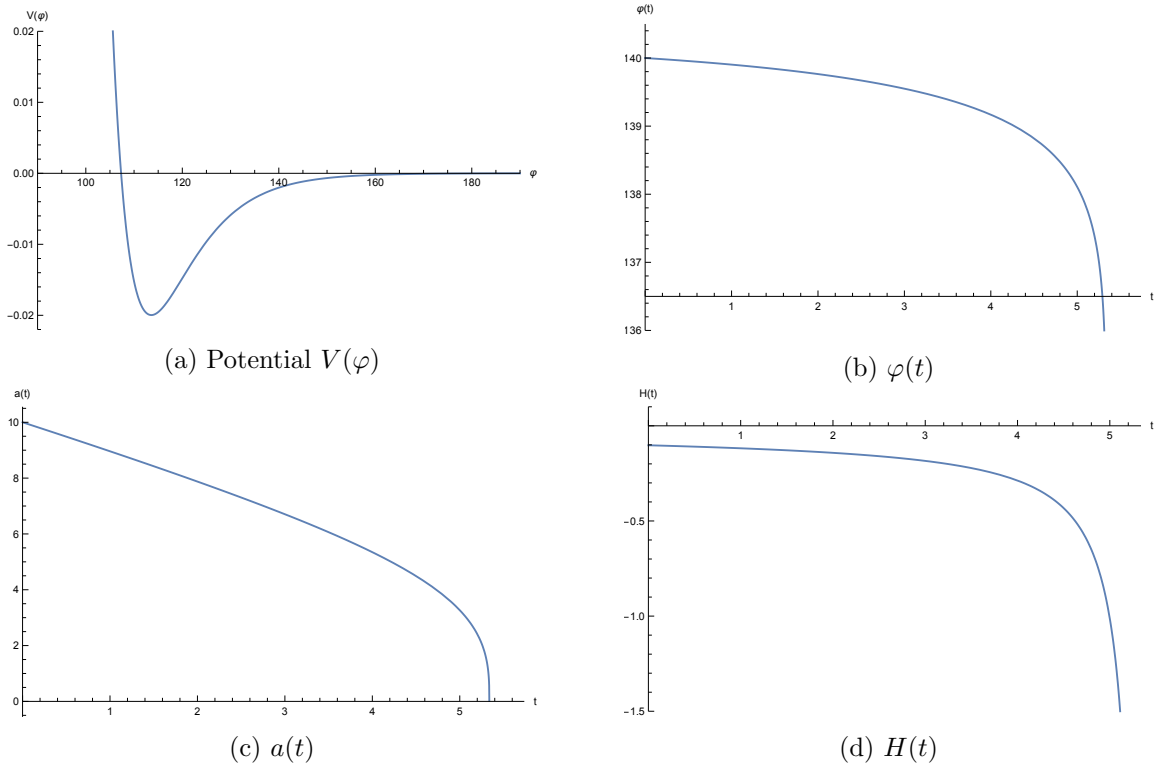 V(φ)
0.02
0.01
0.00
−0.01
−0.02
100 120 140 160 180 φ
(a) Potential V(φ)
φ(t)
140
139
138
137
136
1 2 3 4 5 t
(b) φ(t)
a(t)
10
8
6
4
2
0
1 2 3 4 5 t
(c) a(t)
H(t)
1 2 3 4 5 t
−0.5
−1.0
−1.5
(d) H(t)